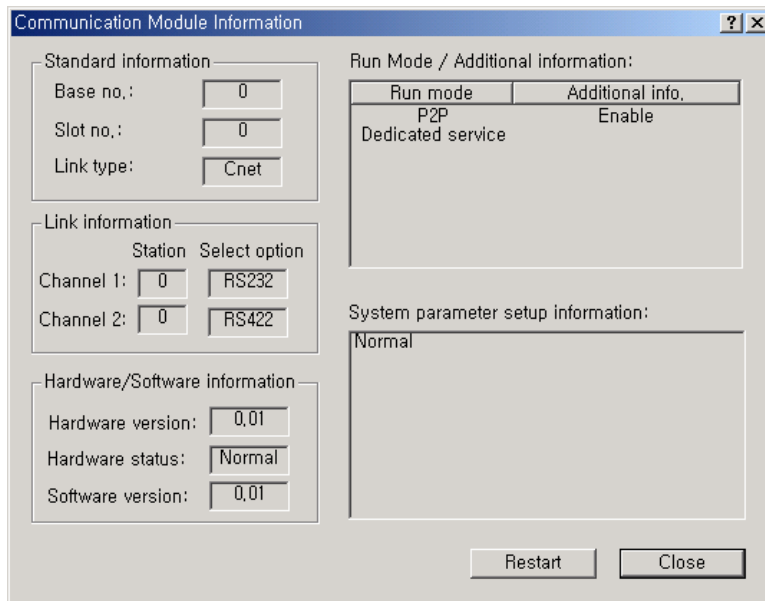 Communication Module Information
Standard information
Base no.: 0
Slot no.: 0
Link type: Cnet
Link information
Station Select option
Channel 1: 0 RS232
Channel 2: 0 RS422
Hardware/Software information
Hardware version: 0.01
Hardware status: Normal
Software version: 0.01
Run Mode / Additional information:
Run mode Additional info.
P2P Enable
Dedicated service
System parameter setup information:
Normal
Restart Close